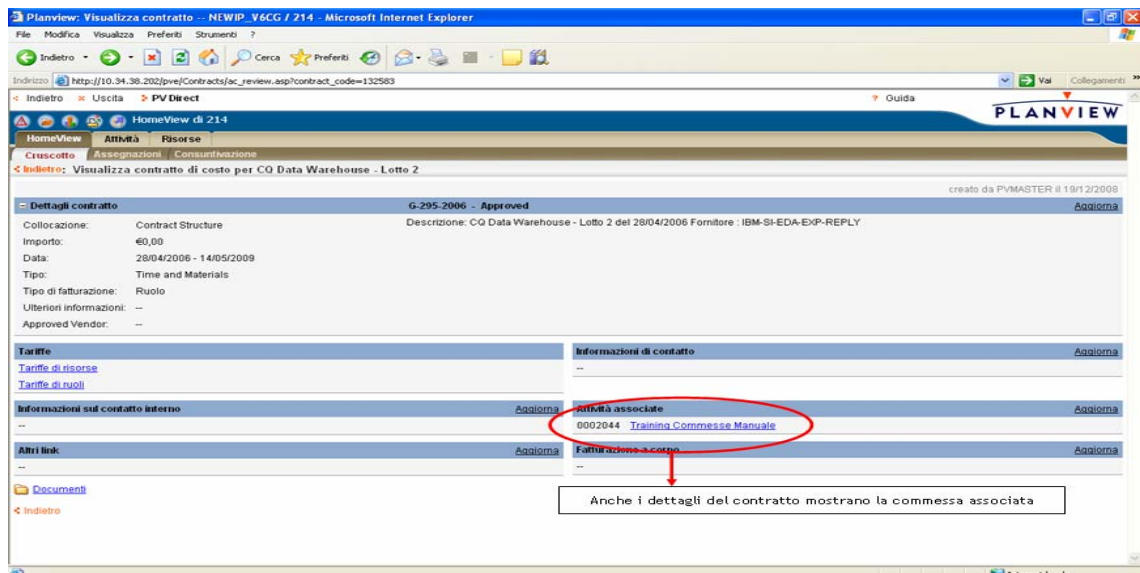 Planview: Visualizza contratto -- NEWIP_V6CG / 214 - Microsoft Internet Explorer
File Modifica Visualizza Preferiti Strumenti ?
Indietro Cerca Preferiti
Indirizzo http://10.34.38.202/pve/Contracts/ac_review.asp?contract_code=132583 Vai Collegamenti »
< Indietro × Uscita > PV Direct ? Guida
PLANVIEW
HomeView di 214
HomeView Attività Risorse
Cruscotto Assegnazioni Consuntivazione
< Indietro: Visualizza contratto di costo per CQ Data Warehouse - Lotto 2
creato da PVMASTER il 19/12/2008
- Dettagli contratto G-295-2006 - Approved Aggiorna
Collocazione: Contract Structure Descrizione: CQ Data Warehouse - Lotto 2 del 28/04/2006 Fornitore : IBM-SI-EDA-EXP-REPLY
Importo: €0,00
Data: 28/04/2006 - 14/05/2009
Tipo: Time and Materials
Tipo di fatturazione: Ruolo
Ulteriori informazioni: --
Approved Vendor: --
Tariffe Informazioni di contatto Aggiorna
Tariffe di risorse --
Tariffe di ruoli
Informazioni sul contatto interno Aggiorna Attività associate Aggiorna
-- 0002044 Training Commesse Manuale
Altri link Aggiorna Fatturazione a corpo Aggiorna
-- --
Documenti
Anche i dettagli del contratto mostrano la commessa associata
< Indietro